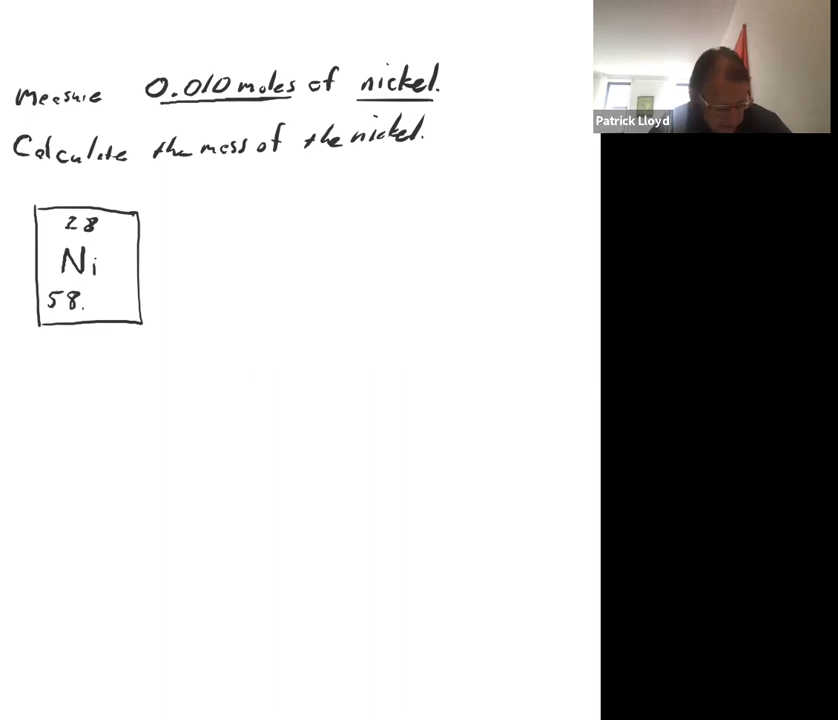 Measure 0.010 moles of nickel.
Calculate the mass of the nickel.
28
Ni
58.
Patrick Lloyd